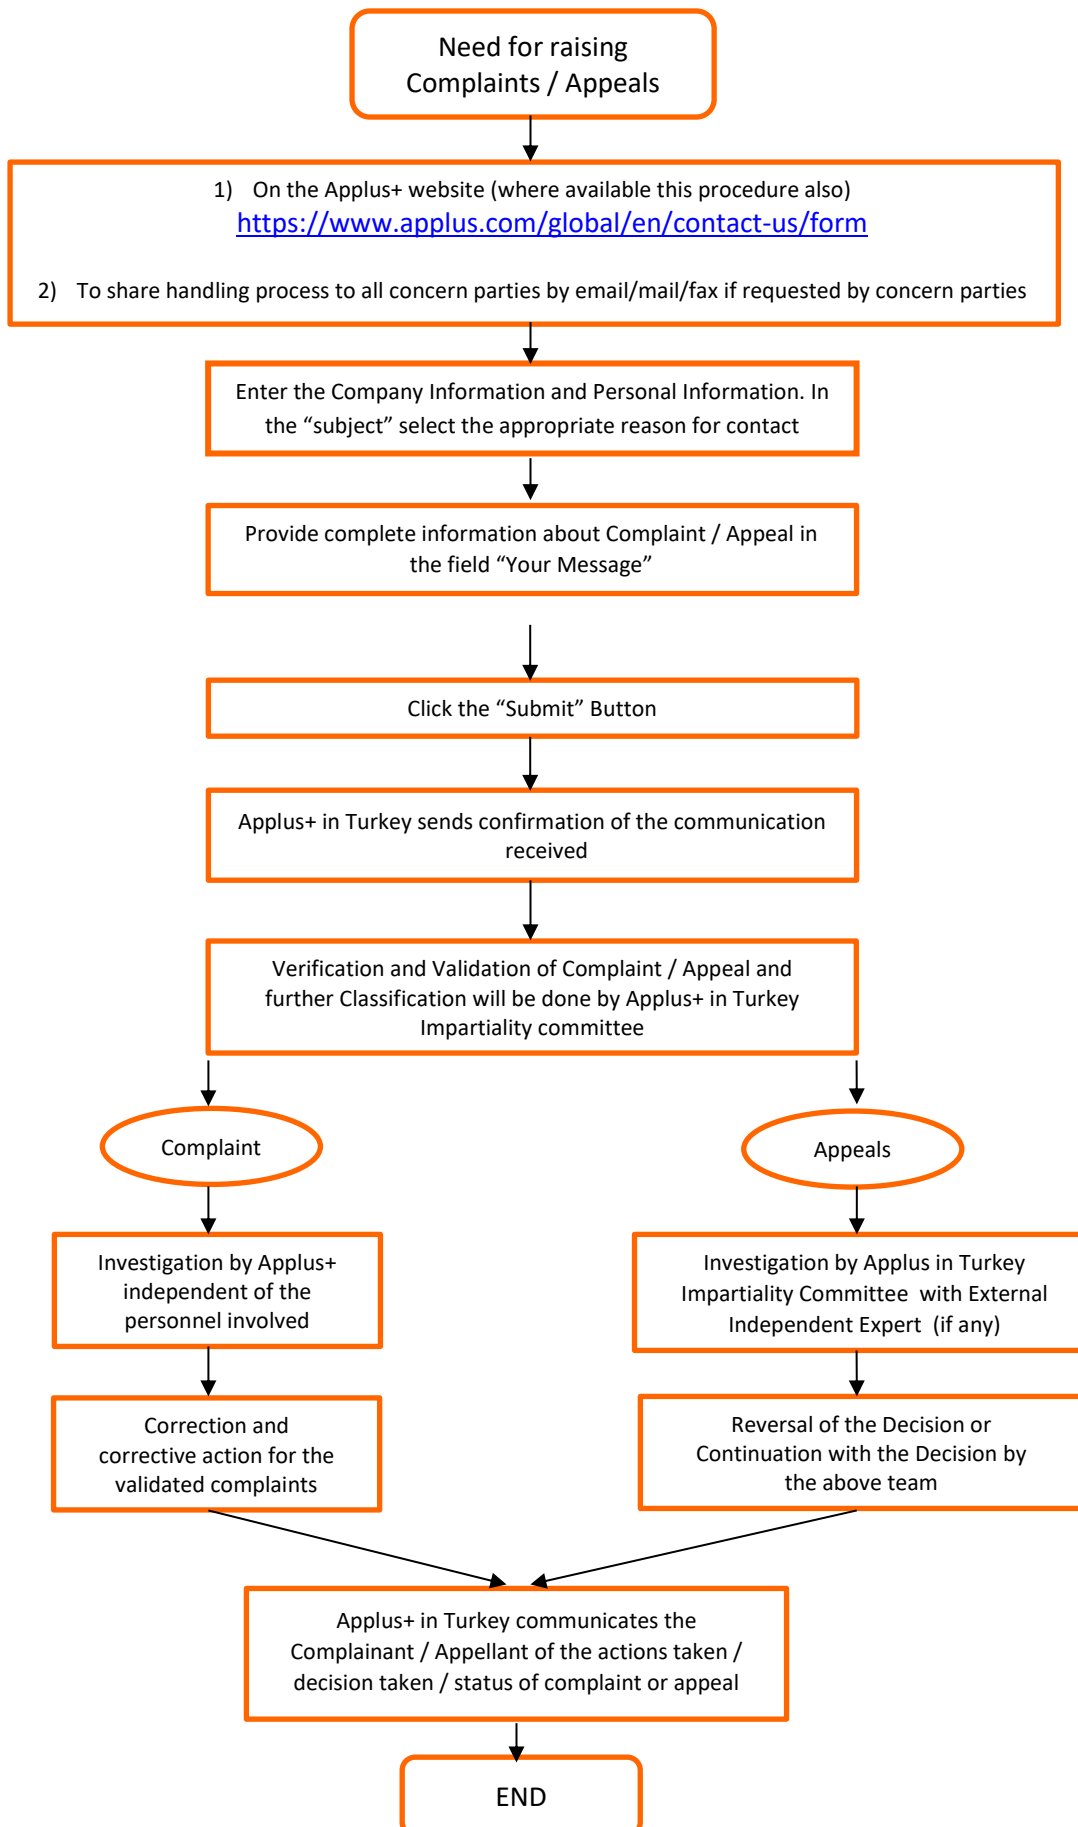 Need for raising
Complaints / Appeals
1) On the Applus+ website (where available this procedure also)
https://www.applus.com/global/en/contact-us/form
2) To share handling process to all concern parties by email/mail/fax if requested by concern parties
Enter the Company Information and Personal Information. In
the “subject” select the appropriate reason for contact
Provide complete information about Complaint / Appeal in
the field “Your Message”
Click the “Submit” Button
Applus+ in Turkey sends confirmation of the communication
received
Verification and Validation of Complaint / Appeal and
further Classification will be done by Applus+ in Turkey
Impartiality committee
Complaint
Appeals
Investigation by Applus+
independent of the
personnel involved
Investigation by Applus in Turkey
Impartiality Committee with External
Independent Expert (if any)
Correction and
corrective action for the
validated complaints
Reversal of the Decision or
Continuation with the Decision by
the above team
Applus+ in Turkey communicates the
Complainant / Appellant of the actions taken /
decision taken / status of complaint or appeal
END